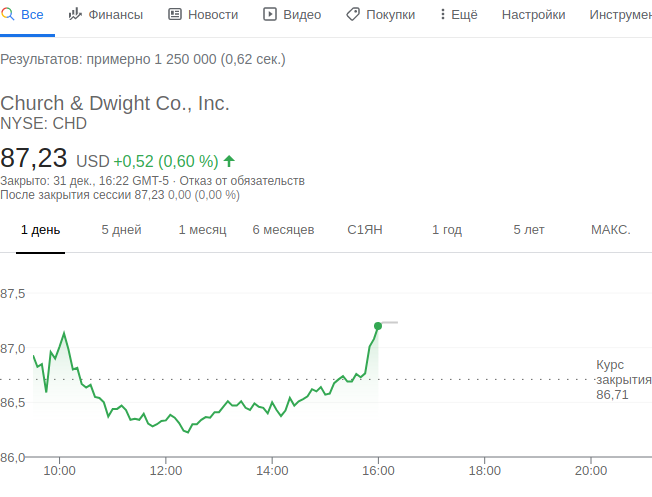 Все Финансы Новости Видео Покупки Ещё Настройки Инструмен
Результатов: примерно 1 250 000 (0,62 сек.)
Church & Dwight Co., Inc.
NYSE: CHD
87,23 USD +0,52 (0,60 %)
Закрыто: 31 дек., 16:22 GMT-5 · Отказ от обязательств
После закрытия сессии 87,23 0,00 (0,00 %)
1 день 5 дней 1 месяц 6 месяцев С1ЯН 1 год 5 лет МАКС.
87,5
87,0
Курс
закрытия
86,71
86,5
86,0
10:00 12:00 14:00 16:00 18:00 20:00